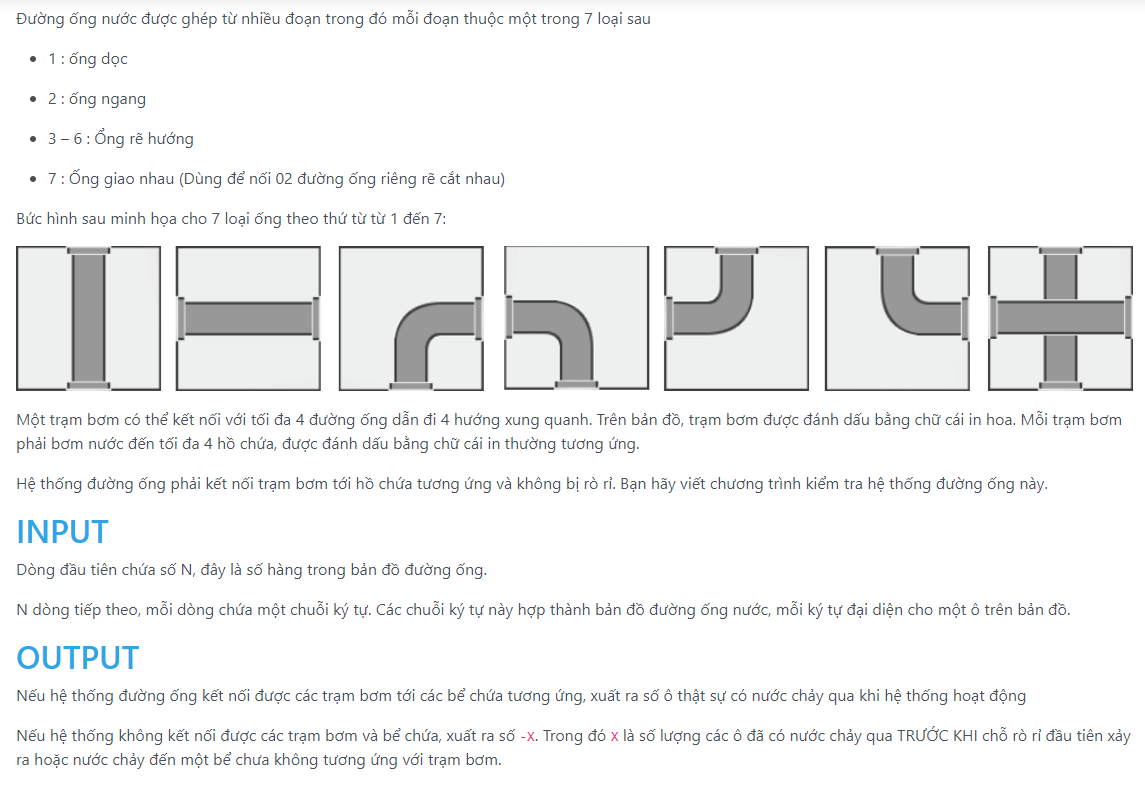 Đường ống nước được ghép từ nhiều đoạn trong đó mỗi đoạn thuộc một trong 7 loại sau
• 1 : ống dọc
• 2 : ống ngang
• 3 – 6 : Ổng rẽ hướng
• 7 : Ống giao nhau (Dùng để nối 02 đường ống riêng rẽ cắt nhau)
Bức hình sau minh họa cho 7 loại ống theo thứ từ từ 1 đến 7:
Một trạm bơm có thể kết nối với tối đa 4 đường ống dẫn đi 4 hướng xung quanh. Trên bản đồ, trạm bơm được đánh dấu bằng chữ cái in hoa. Mỗi trạm bơm
phải bơm nước đến tối đa 4 hồ chứa, được đánh dấu bằng chữ cái in thường tương ứng.
Hệ thống đường ống phải kết nối trạm bơm tới hồ chứa tương ứng và không bị rò rỉ. Bạn hãy viết chương trình kiểm tra hệ thống đường ống này.
INPUT
Dòng đầu tiên chứa số N, đây là số hàng trong bản đồ đường ống.
N dòng tiếp theo, mỗi dòng chứa một chuỗi ký tự. Các chuỗi ký tự này hợp thành bản đồ đường ống nước, mỗi ký tự đại diện cho một ô trên bản đồ.
OUTPUT
Nếu hệ thống đường ống kết nối được các trạm bơm tới các bể chứa tương ứng, xuất ra số ô thật sự có nước chảy qua khi hệ thống hoạt động
Nếu hệ thống không kết nối được các trạm bơm và bể chứa, xuất ra số -X. Trong đó X là số lượng các ô đã có nước chảy qua TRƯỚC KHI chỗ rò rỉ đầu tiên xảy
ra hoặc nước chảy đến một bể chưa không tương ứng với trạm bơm.